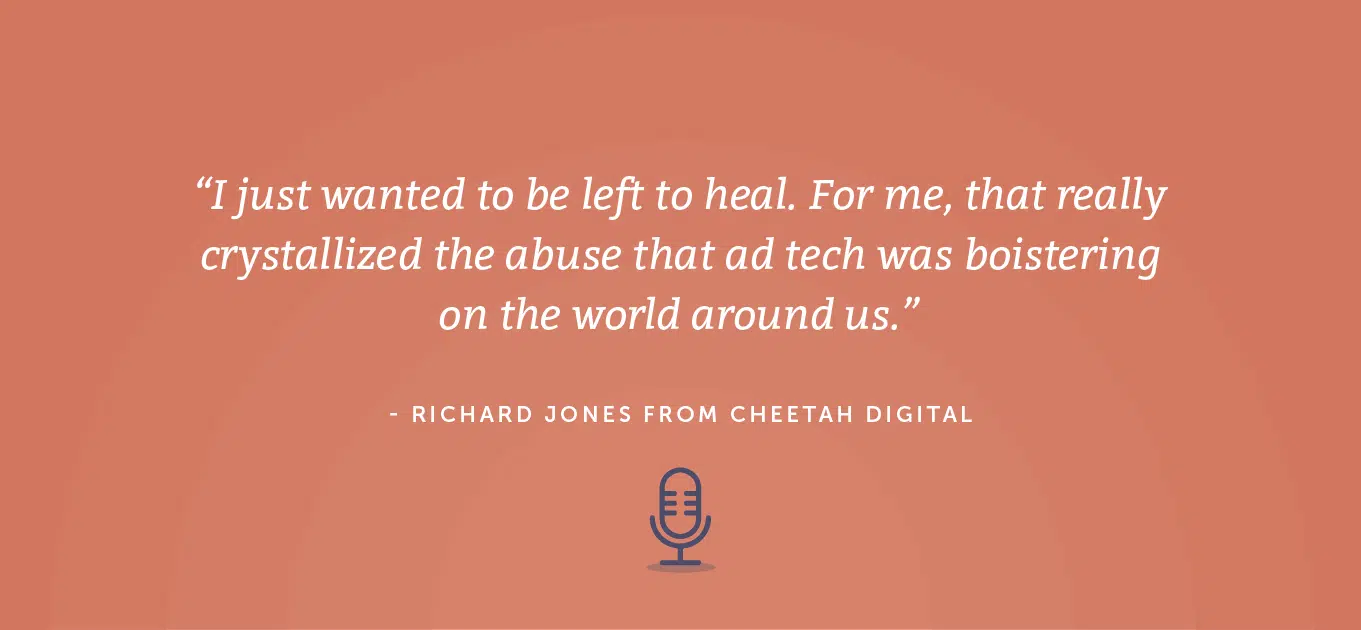 “I just wanted to be left to heal. For me, that really
crystallized the abuse that ad tech was boistering
on the world around us.”
- RICHARD JONES FROM CHEETAH DIGITAL